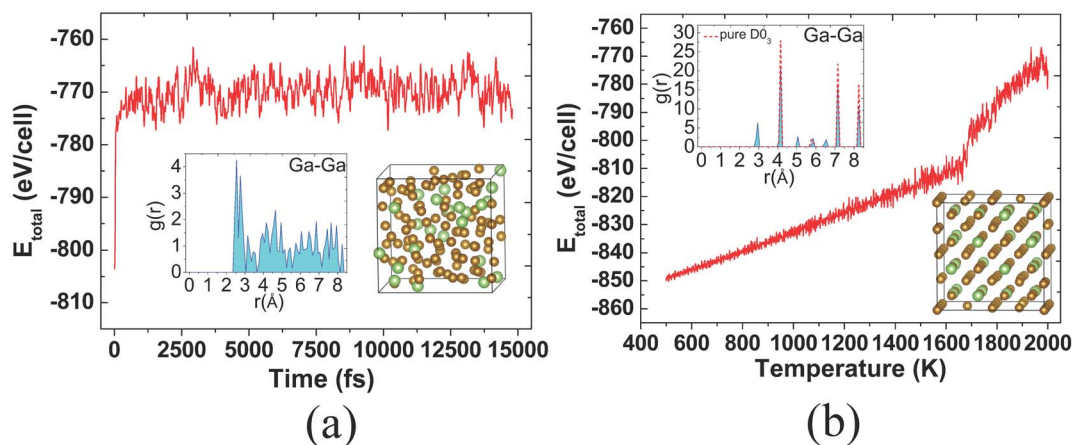 -760
-770
-780
-790
-800
-810
E_total (eV/cell)
0 2500 5000 7500 10000 12500 15000
Time (fs)
Ga-Ga
4
3
2
1
0
g(r)
0 1 2 3 4 5 6 7 8
r(Å)
(a)
-760
-770
-780
-790
-800
-810
-820
-830
-840
-850
-860
E_total (eV/cell)
400 600 800 1000 1200 1400 1600 1800 2000
Temperature (K)
pure D0₃ Ga-Ga
30
25
20
15
10
5
0
g(r)
0 1 2 3 4 5 6 7 8
r(Å)
(b)